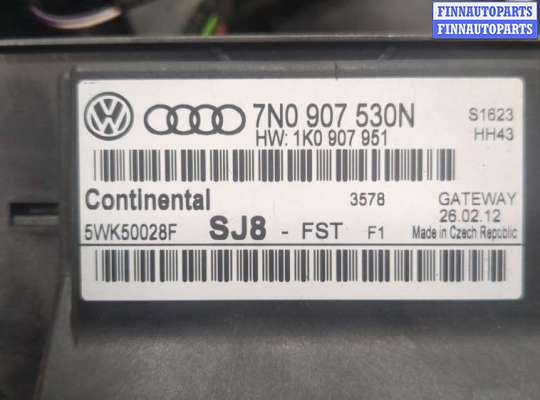 FINNAUTOPARTS
FINNAUTOPARTS
7N0 907 530N S1623
HW: 1K0 907 951 HH43
Continental 3578 GATEWAY
26.02.12
5WK50028F SJ8 - FST F1 Made in Czech Republic